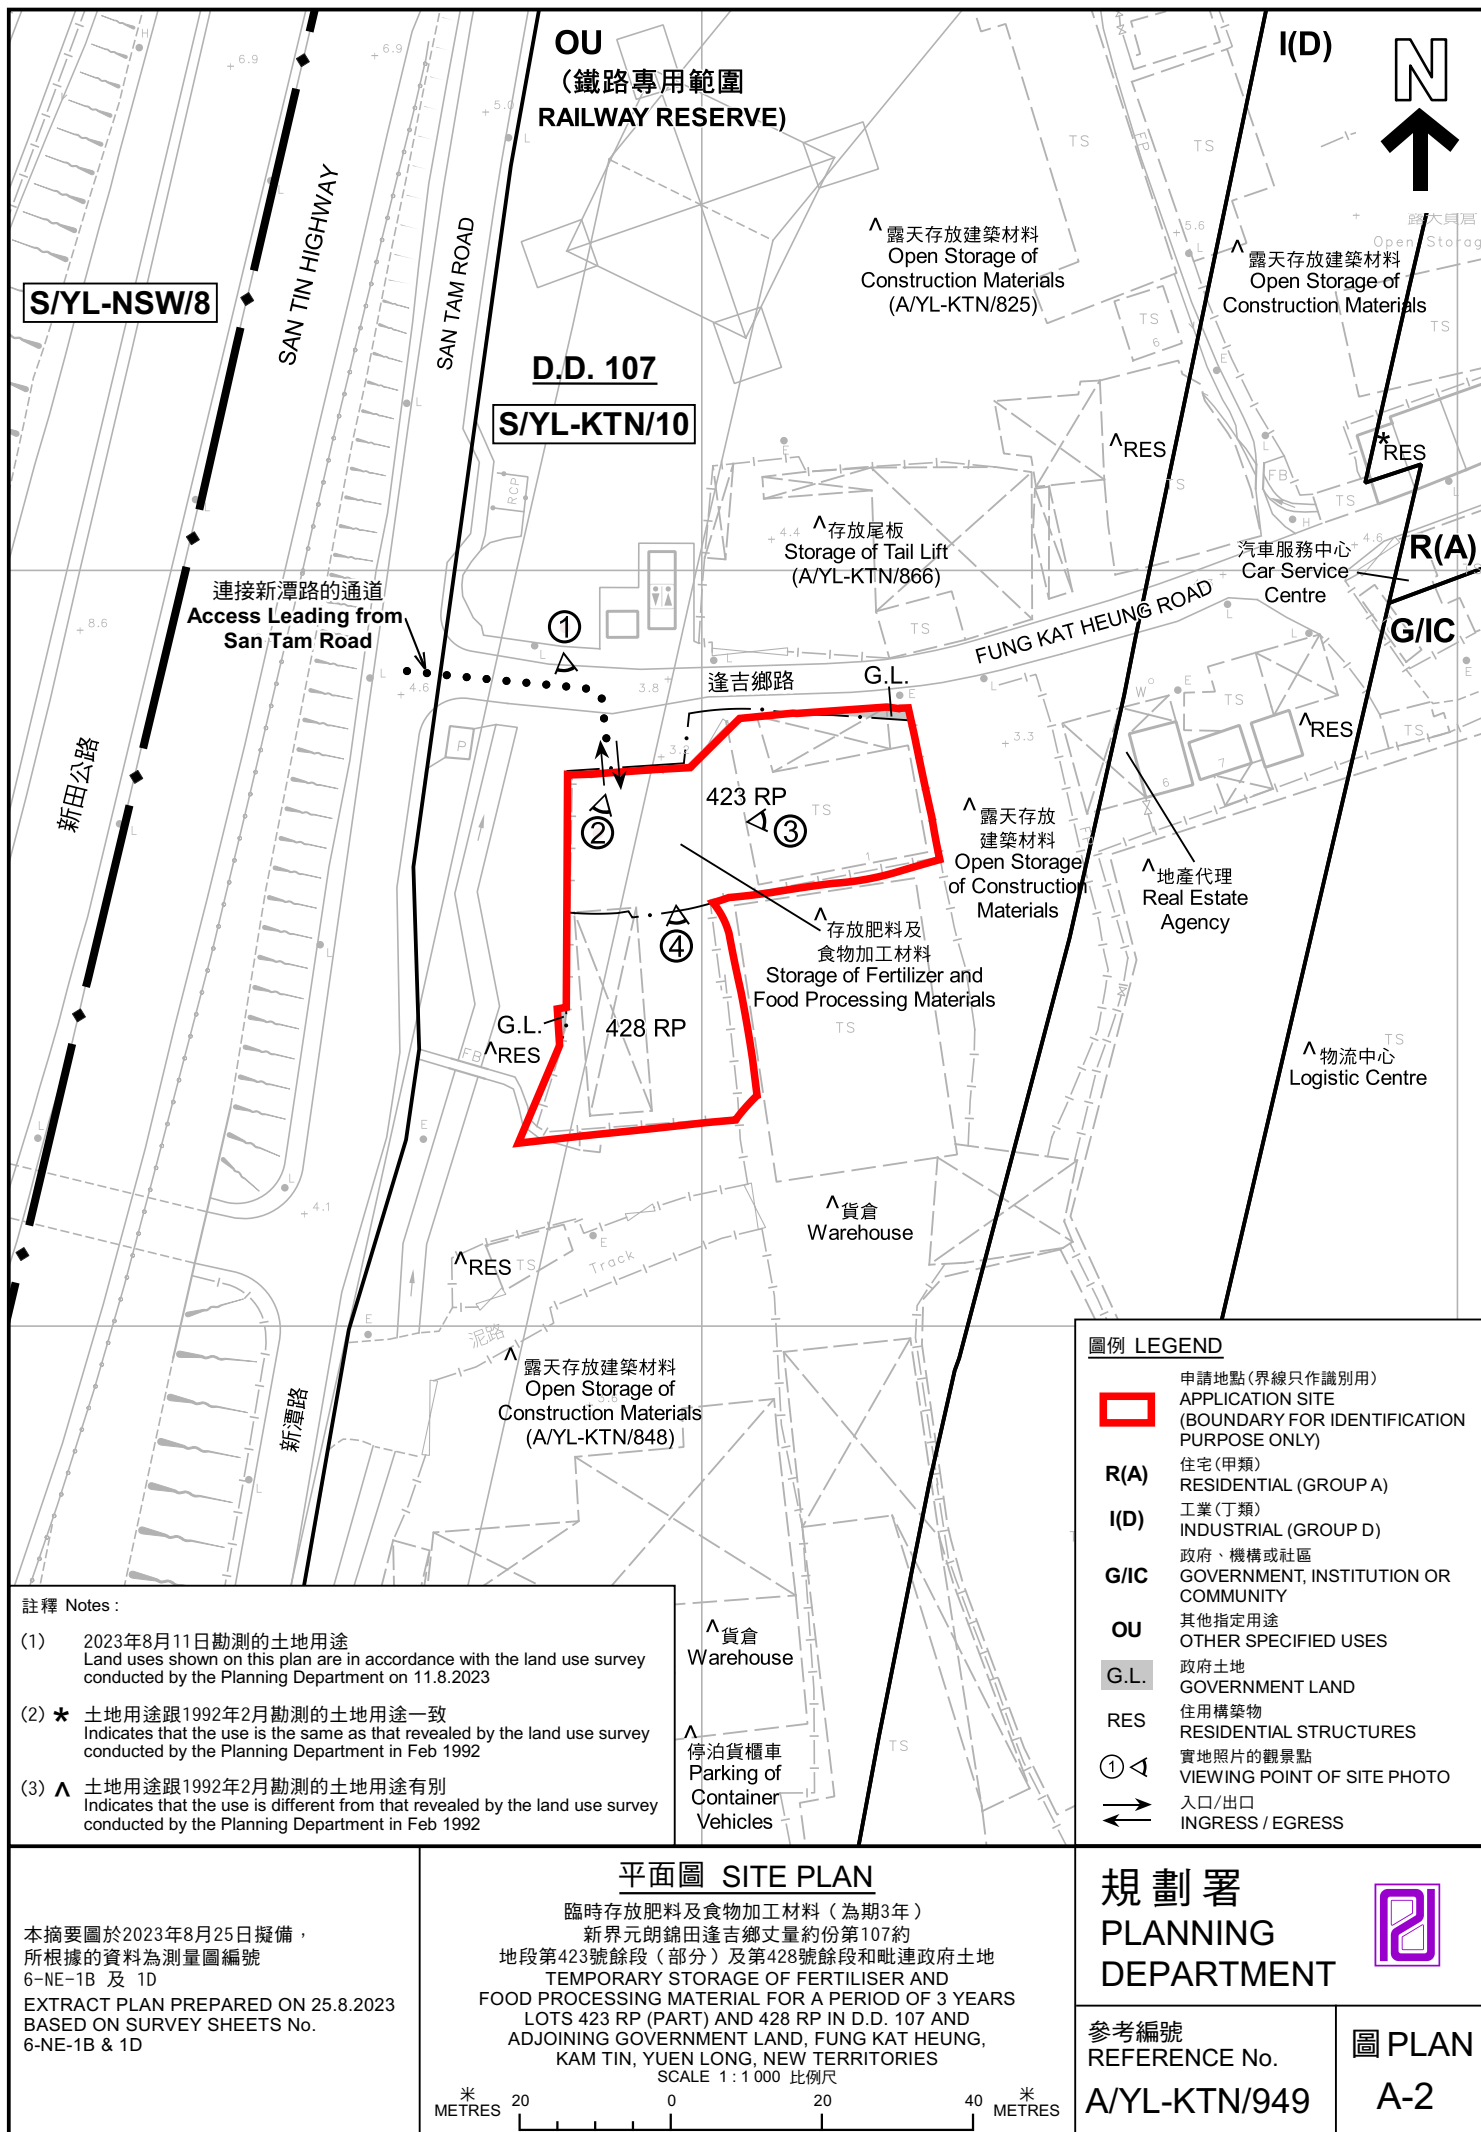 OU
(鐵路專用範圍
RAILWAY RESERVE)
I(D)
N
S/YL-NSW/8
SAN TIN HIGHWAY
SAN TAM ROAD
D.D. 107
S/YL-KTN/10
^ 露天存放建築材料
Open Storage of
Construction Materials
(A/YL-KTN/825)
^ 露天存放建築材料
Open Storage of
Construction Materials
^RES
*
RES
^存放尾板
Storage of Tail Lift
(A/YL-KTN/866)
汽車服務中心
Car Service
Centre
R(A)
G/IC
連接新潭路的通道
Access Leading from
San Tam Road
①
FUNG KAT HEUNG ROAD
逢吉鄉路
G.L.
^RES
新田公路
423 RP
②
③
^ 露天存放
建築材料
Open Storage
of Construction
Materials
^地產代理
Real Estate
Agency
④
^存放肥料及
食物加工材料
Storage of Fertilizer and
Food Processing Materials
G.L.
428 RP
^RES
^物流中心
Logistic Centre
^貨倉
Warehouse
^RES
Track
泥路
^ 露天存放建築材料
Open Storage of
Construction Materials
(A/YL-KTN/848)
新潭路
^貨倉
Warehouse
^
停泊貨櫃車
Parking of
Container
Vehicles
圖例 LEGEND
申請地點(界線只作識別用)
APPLICATION SITE
(BOUNDARY FOR IDENTIFICATION
PURPOSE ONLY)
R(A) 住宅(甲類)
RESIDENTIAL (GROUP A)
I(D) 工業(丁類)
INDUSTRIAL (GROUP D)
G/IC 政府、機構或社區
GOVERNMENT, INSTITUTION OR
COMMUNITY
OU 其他指定用途
OTHER SPECIFIED USES
G.L. 政府土地
GOVERNMENT LAND
RES 住用構築物
RESIDENTIAL STRUCTURES
① 實地照片的觀景點
VIEWING POINT OF SITE PHOTO
入口/出口
INGRESS / EGRESS
註釋 Notes :
(1) 2023年8月11日勘測的土地用途
Land uses shown on this plan are in accordance with the land use survey
conducted by the Planning Department on 11.8.2023
(2) * 土地用途跟1992年2月勘測的土地用途一致
Indicates that the use is the same as that revealed by the land use survey
conducted by the Planning Department in Feb 1992
(3) ^ 土地用途跟1992年2月勘測的土地用途有別
Indicates that the use is different from that revealed by the land use survey
conducted by the Planning Department in Feb 1992
本摘要圖於2023年8月25日擬備，
所根據的資料為測量圖編號
6-NE-1B 及 1D
EXTRACT PLAN PREPARED ON 25.8.2023
BASED ON SURVEY SHEETS No.
6-NE-1B & 1D
平面圖 SITE PLAN
臨時存放肥料及食物加工材料（為期3年）
新界元朗錦田逢吉鄉丈量約份第107約
地段第423號餘段（部分）及第428號餘段和毗連政府土地
TEMPORARY STORAGE OF FERTILISER AND
FOOD PROCESSING MATERIAL FOR A PERIOD OF 3 YEARS
LOTS 423 RP (PART) AND 428 RP IN D.D. 107 AND
ADJOINING GOVERNMENT LAND, FUNG KAT HEUNG,
KAM TIN, YUEN LONG, NEW TERRITORIES
SCALE 1 : 1 000 比例尺
米
METRES 20 0 20 40 米
METRES
規劃署
PLANNING
DEPARTMENT
參考編號
REFERENCE No.
A/YL-KTN/949
圖 PLAN
A-2